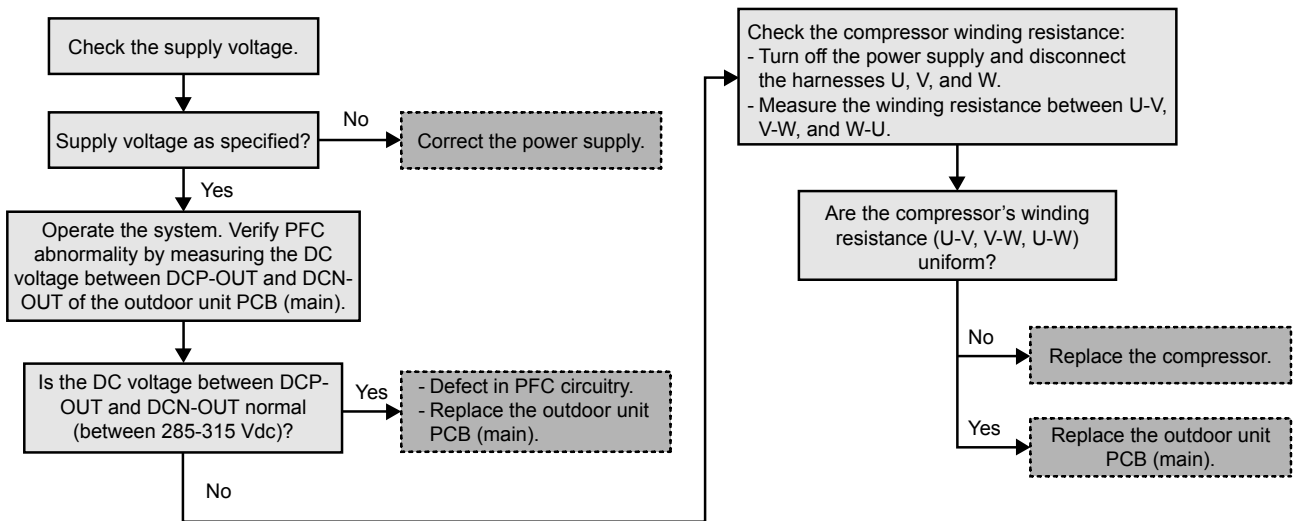 Check the supply voltage.
Supply voltage as specified?
No
Correct the power supply.
Yes
Operate the system. Verify PFC
abnormality by measuring the DC
voltage between DCP-OUT and DCN-
OUT of the outdoor unit PCB (main).
Is the DC voltage between DCP-
OUT and DCN-OUT normal
(between 285-315 Vdc)?
Yes
- Defect in PFC circuitry.
- Replace the outdoor unit
PCB (main).
No
Check the compressor winding resistance:
- Turn off the power supply and disconnect
the harnesses U, V, and W.
- Measure the winding resistance between U-V,
V-W, and W-U.
Are the compressor's winding
resistance (U-V, V-W, U-W)
uniform?
No
Replace the compressor.
Yes
Replace the outdoor unit
PCB (main).